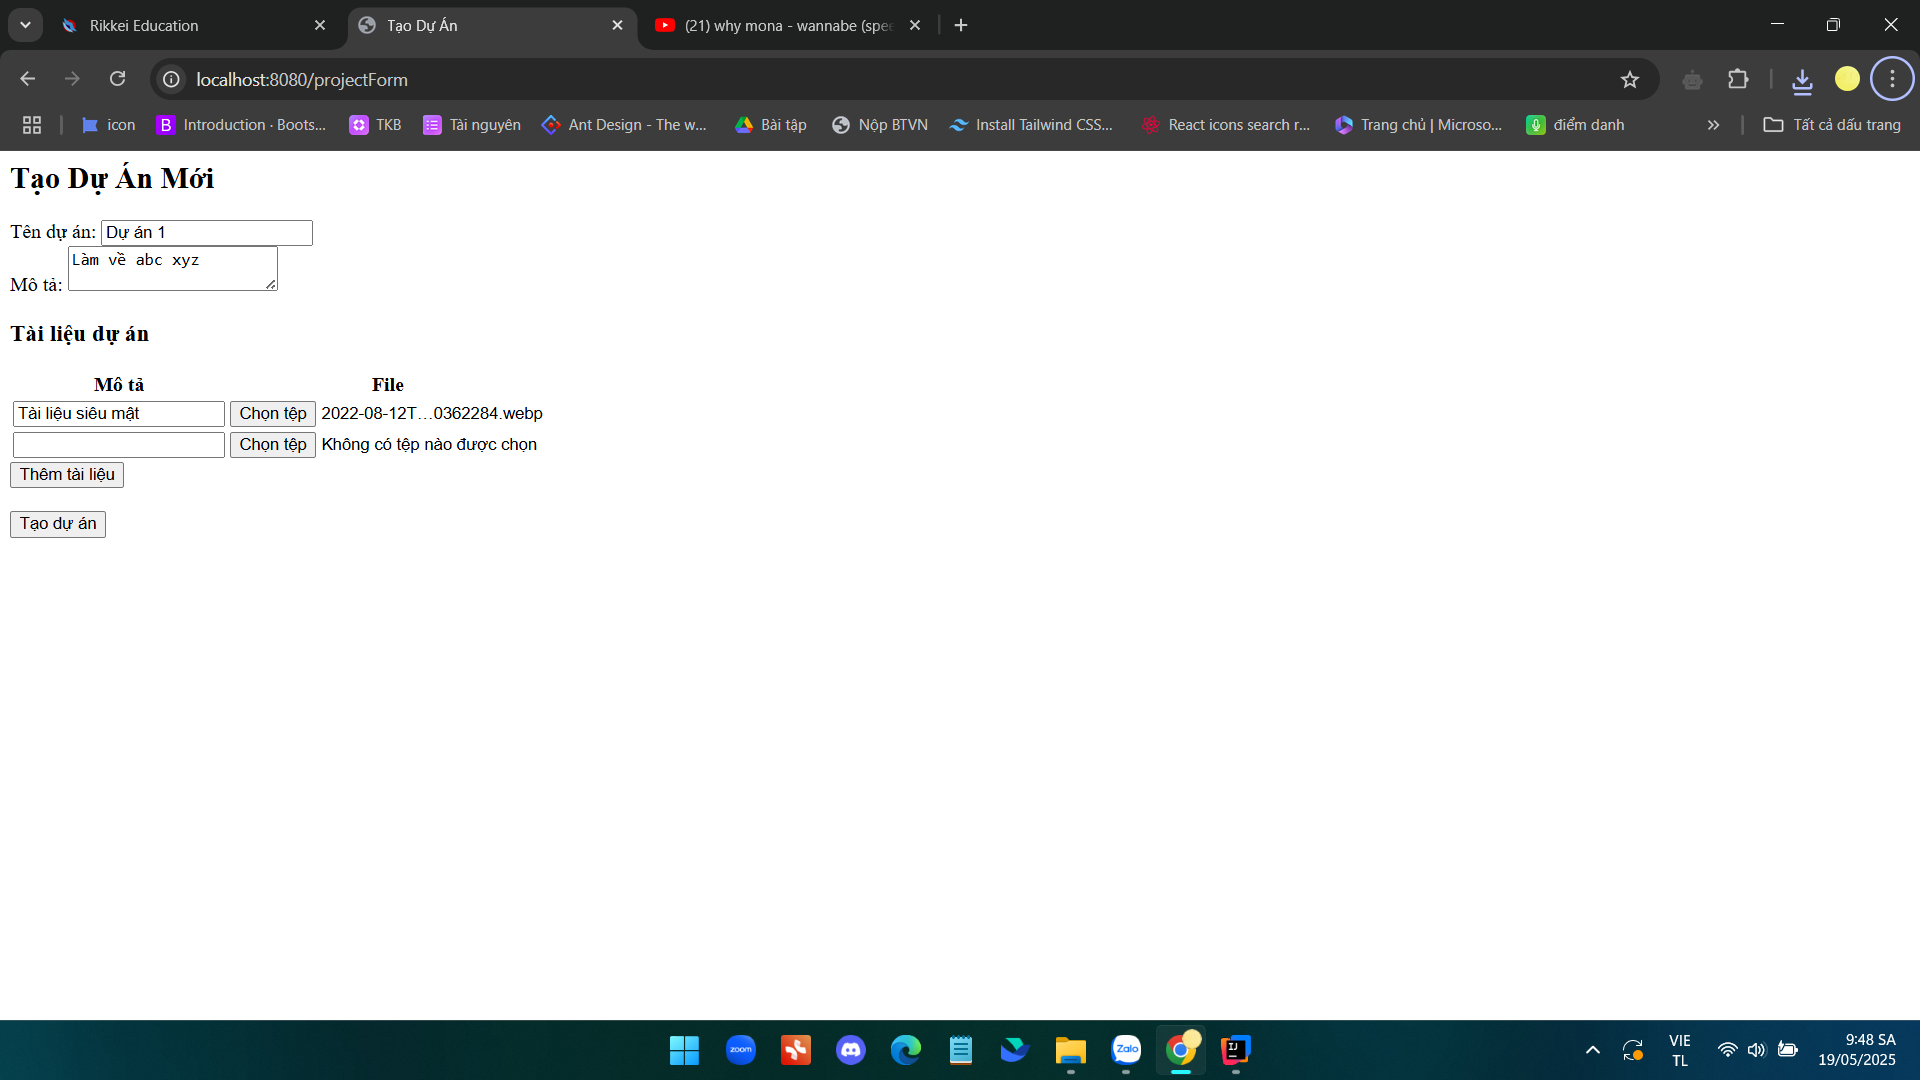 Rikkei Education
Tạo Dự Án
(21) why mona - wannabe (spee
localhost:8080/projectForm
icon
Introduction · Boots...
TKB
Tài nguyên
Ant Design - The w...
Bài tập
Nộp BTVN
Install Tailwind CSS...
React icons search r...
Trang chủ | Microso...
điểm danh
Tất cả dấu trang
Tạo Dự Án Mới
Tên dự án: Dự án 1
Mô tả: Làm về abc xyz
Tài liệu dự án
Mô tả File
Tài liệu siêu mật Chọn tệp 2022-08-12T...0362284.webp
Chọn tệp Không có tệp nào được chọn
Thêm tài liệu
Tạo dự án
zoom
Zalo
IJ
VIE
TL
9:48 SA
19/05/2025